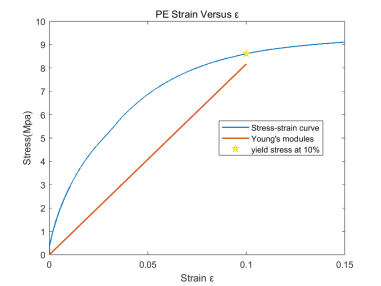 PE Strain Versus ε
10
9
8
7
6
5
4
3
2
1
0
Stress(Mpa)
Stress-strain curve
Young's modules
yield stress at 10%
0
0.05
0.1
0.15
Strain ε